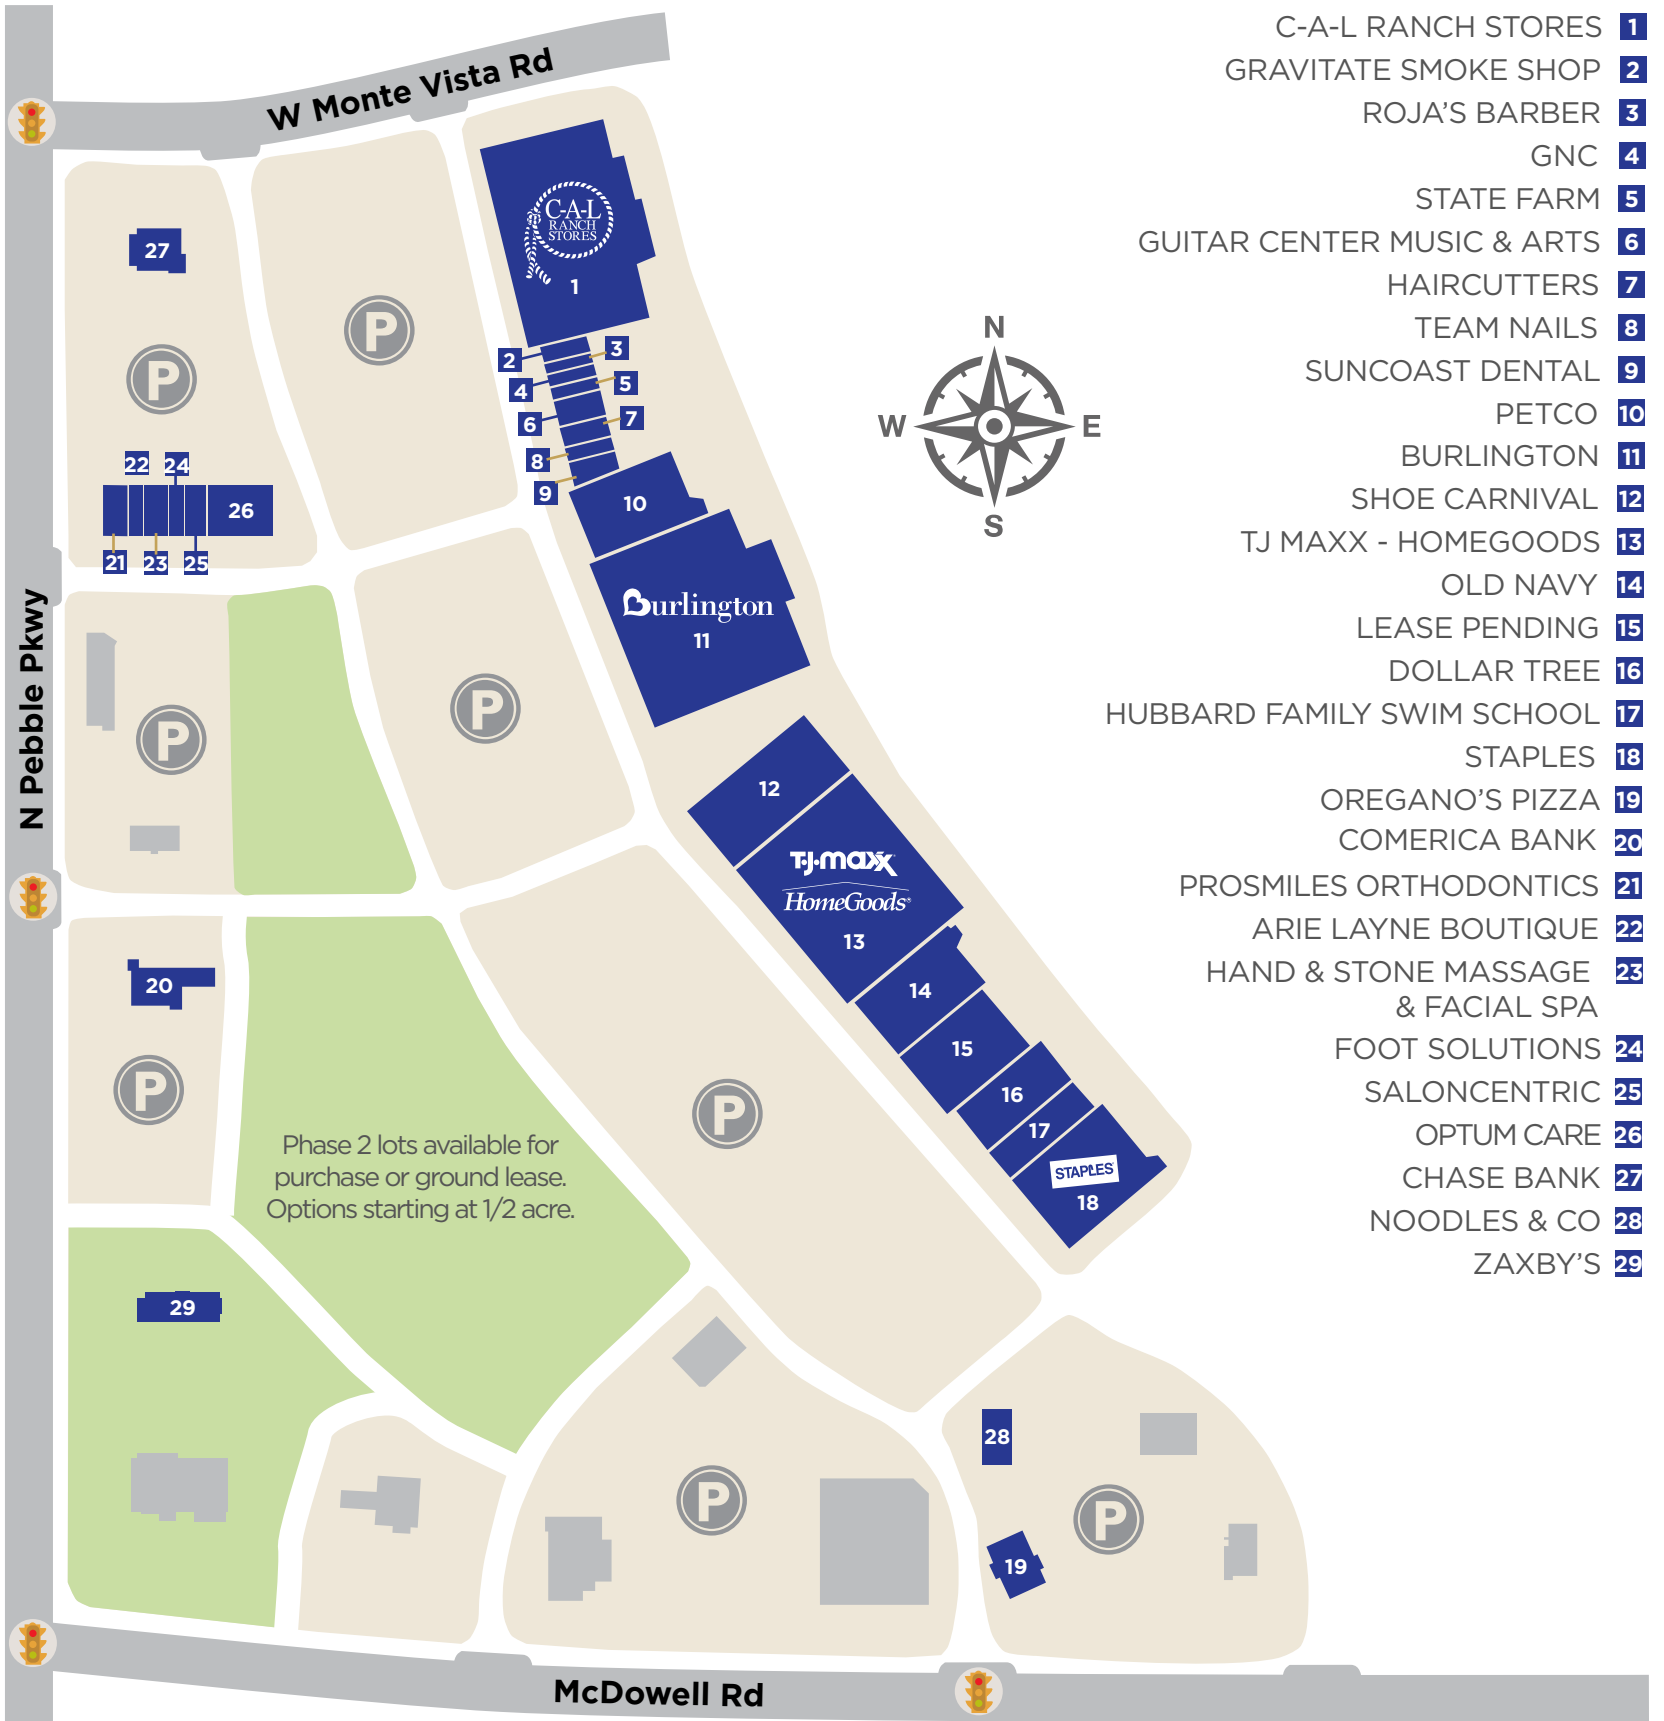 W Monte Vista Rd
N Pebble Pkwy
McDowell Rd
C-A-L
RANCH
STORES
1
2
3
4
5
6
7
8
9
10
Burlington
11
12
T·J·maxx
HomeGoods®
13
14
15
16
17
STAPLES
18
27
P
P
22
24
26
21
23
25
P
P
20
P
P
Phase 2 lots available for
purchase or ground lease.
Options starting at 1/2 acre.
29
P
28
19
P
N
W
E
S
C-A-L RANCH STORES 1
GRAVITATE SMOKE SHOP 2
ROJA'S BARBER 3
GNC 4
STATE FARM 5
GUITAR CENTER MUSIC & ARTS 6
HAIRCUTTERS 7
TEAM NAILS 8
SUNCOAST DENTAL 9
PETCO 10
BURLINGTON 11
SHOE CARNIVAL 12
TJ MAXX - HOMEGOODS 13
OLD NAVY 14
LEASE PENDING 15
DOLLAR TREE 16
HUBBARD FAMILY SWIM SCHOOL 17
STAPLES 18
OREGANO'S PIZZA 19
COMERICA BANK 20
PROSMILES ORTHODONTICS 21
ARIE LAYNE BOUTIQUE 22
HAND & STONE MASSAGE 23
& FACIAL SPA
FOOT SOLUTIONS 24
SALONCENTRIC 25
OPTUM CARE 26
CHASE BANK 27
NOODLES & CO 28
ZAXBY'S 29